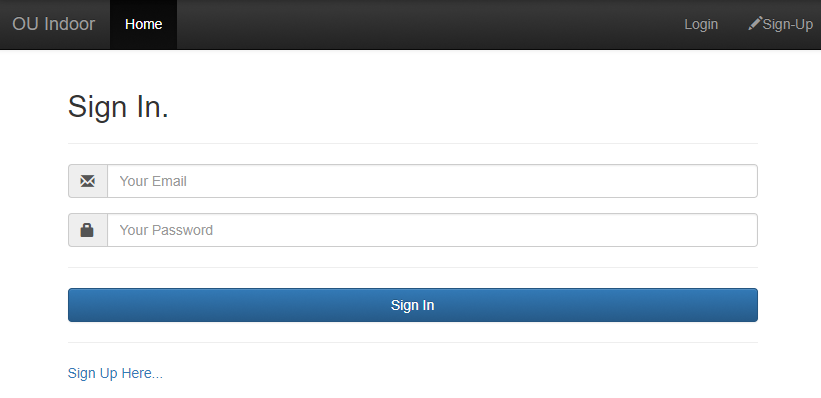 OU Indoor Home Login Sign-Up
Sign In.
Your Email
Your Password
Sign In
Sign Up Here...